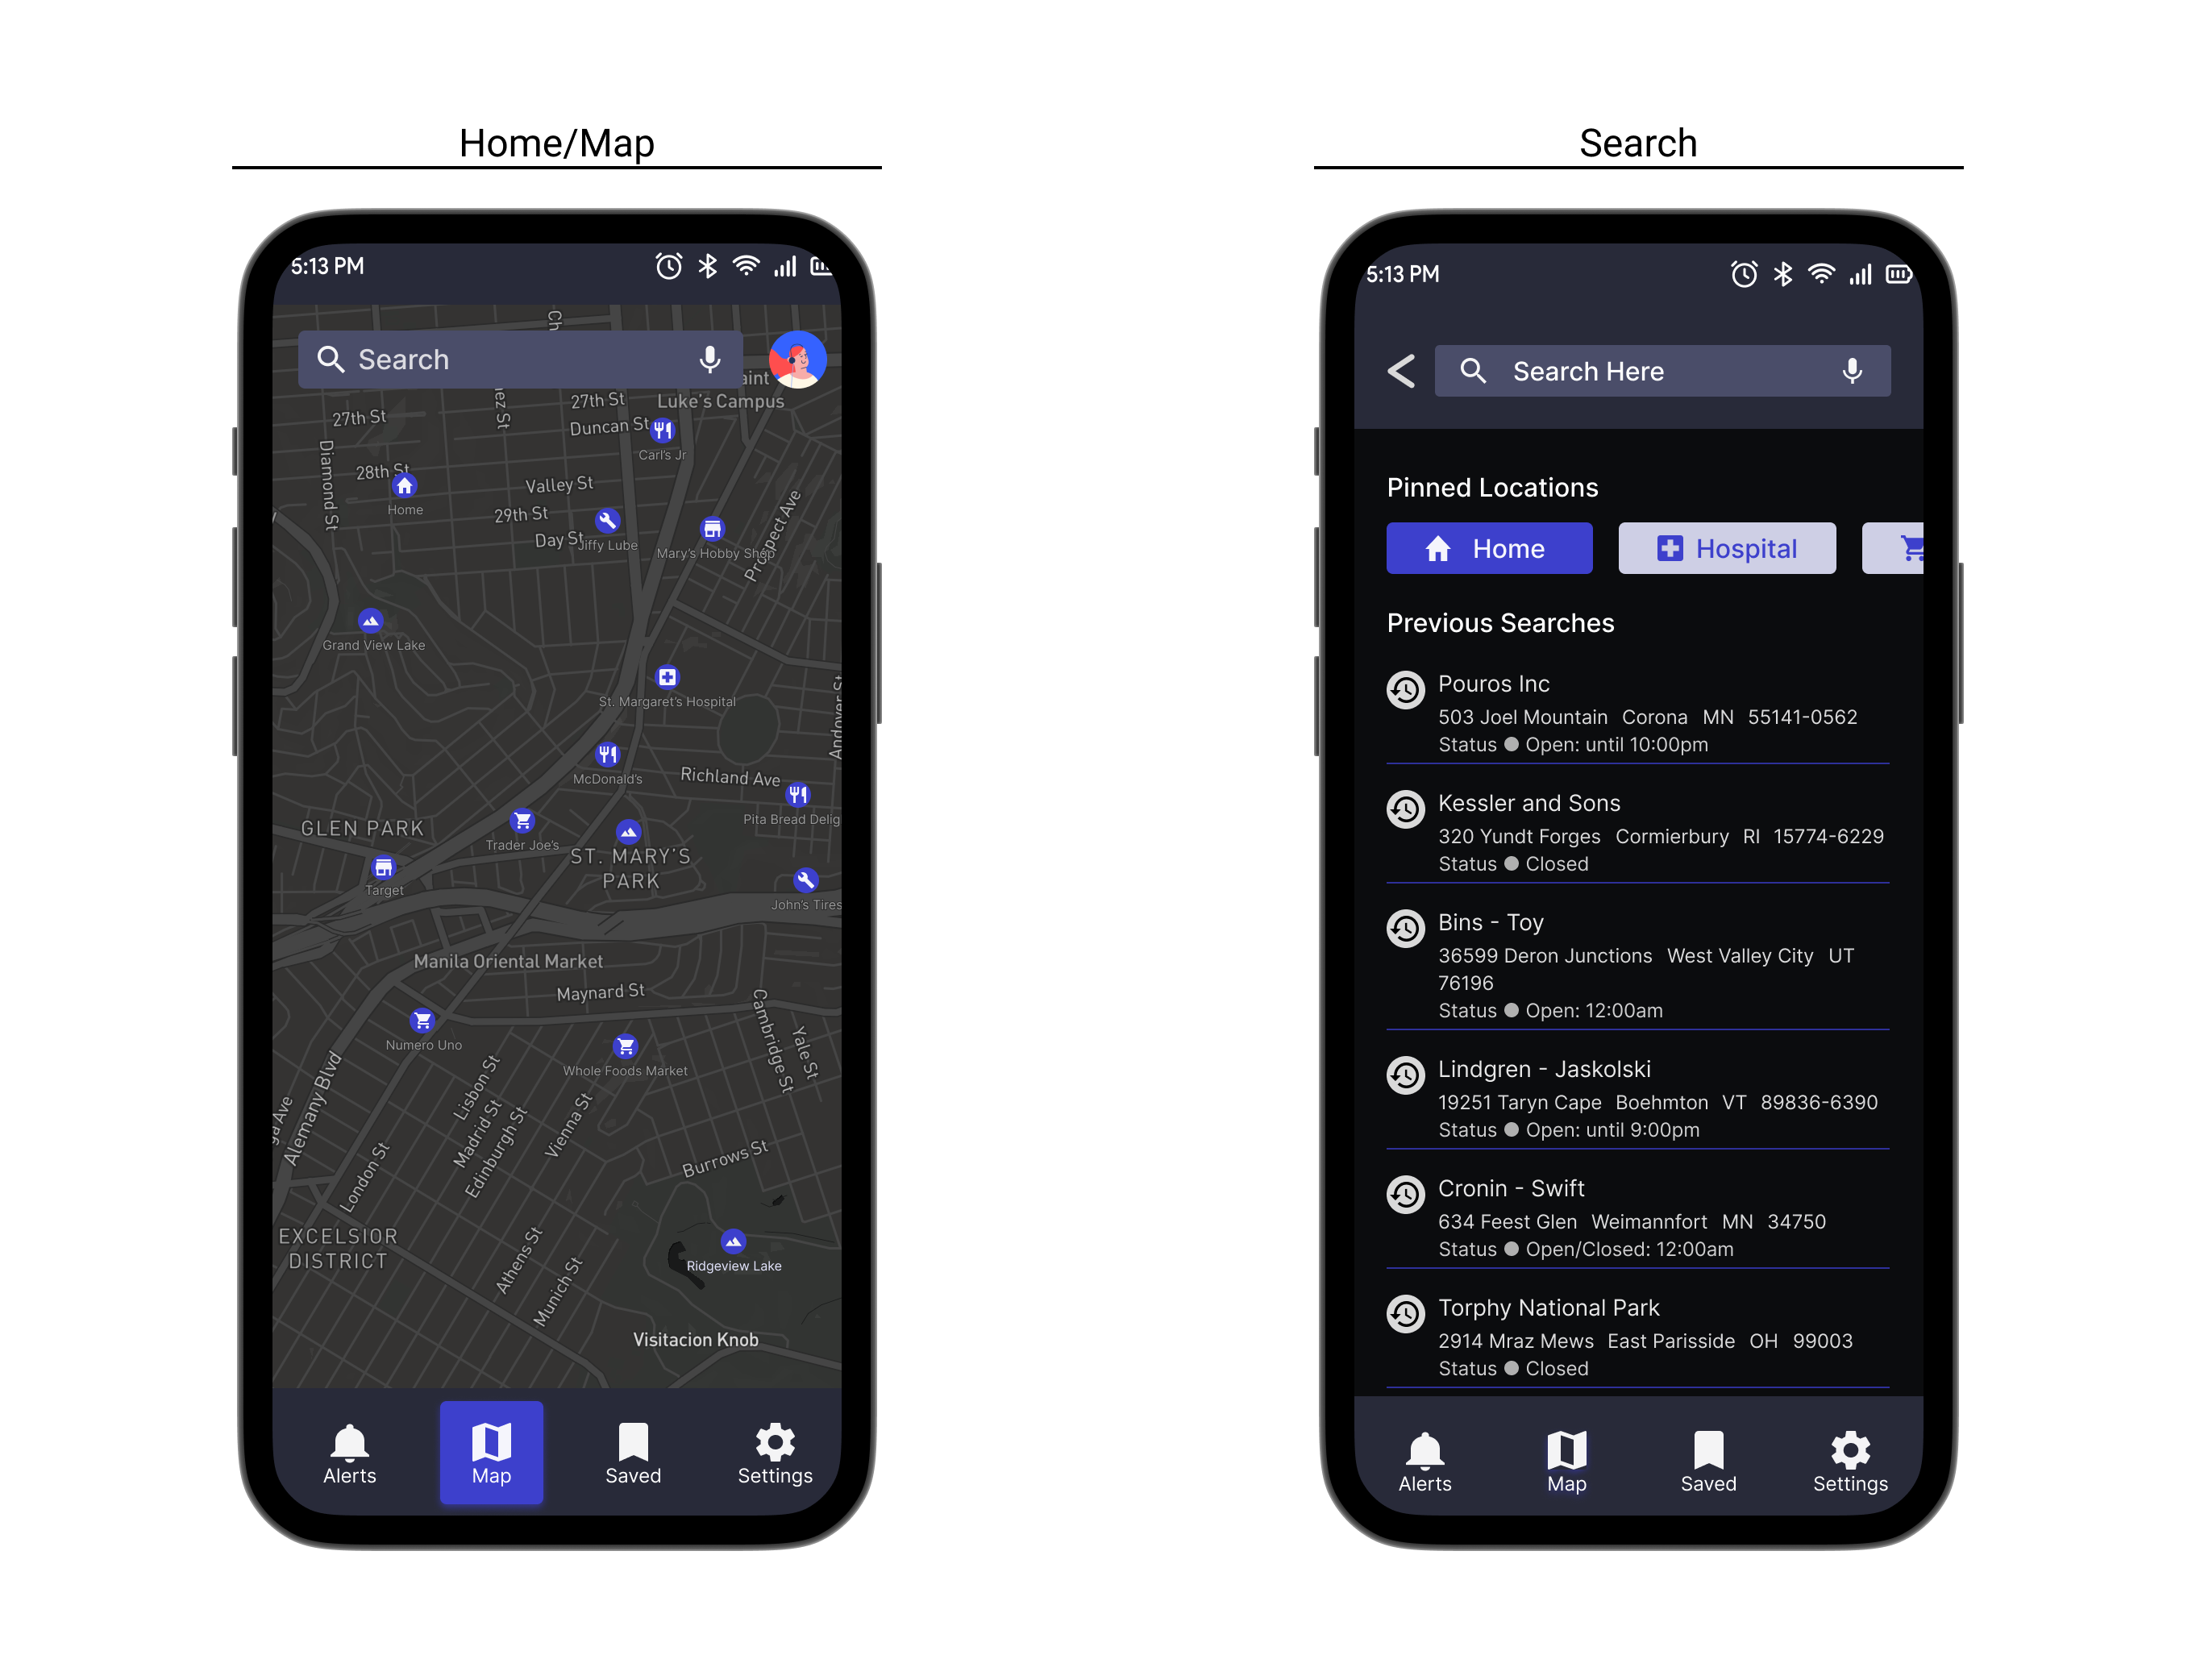 Home/Map
5:13 PM
Search
Ch
aint
Luke's Campus
27th St
27th St
Duncan St
Carl's Jr
Diamond St
28th St
Home
Valley St
29th St
Day St
Jiffy Lube
Mary's Hobby Shop
Prospect Ave
Grand View Lake
St. Margaret's Hospital
Andover St
McDonald's
Richland Ave
Pita Bread Delig
GLEN PARK
Trader Joe's
ST. MARY'S
PARK
Target
John's Tires
Manila Oriental Market
Maynard St
Cambridge St
Yale St
Numero Uno
Whole Foods Market
Alemany Blvd
Lisbon St
Madrid St
Edinburgh St
Vienna St
London St
Burrows St
EXCELSIOR
DISTRICT
Athens St
Munich St
Ridgeview Lake
Visitacion Knob
Alerts
Map
Saved
Settings
Search
5:13 PM
Search Here
Pinned Locations
Home
Hospital
Previous Searches
Pouros Inc
503 Joel Mountain Corona MN 55141-0562
Status Open: until 10:00pm
Kessler and Sons
320 Yundt Forges Cormierbury RI 15774-6229
Status Closed
Bins - Toy
36599 Deron Junctions West Valley City UT
76196
Status Open: 12:00am
Lindgren - Jaskolski
19251 Taryn Cape Boehmton VT 89836-6390
Status Open: until 9:00pm
Cronin - Swift
634 Feest Glen Weimannfort MN 34750
Status Open/Closed: 12:00am
Torphy National Park
2914 Mraz Mews East Parisside OH 99003
Status Closed
Alerts
Map
Saved
Settings